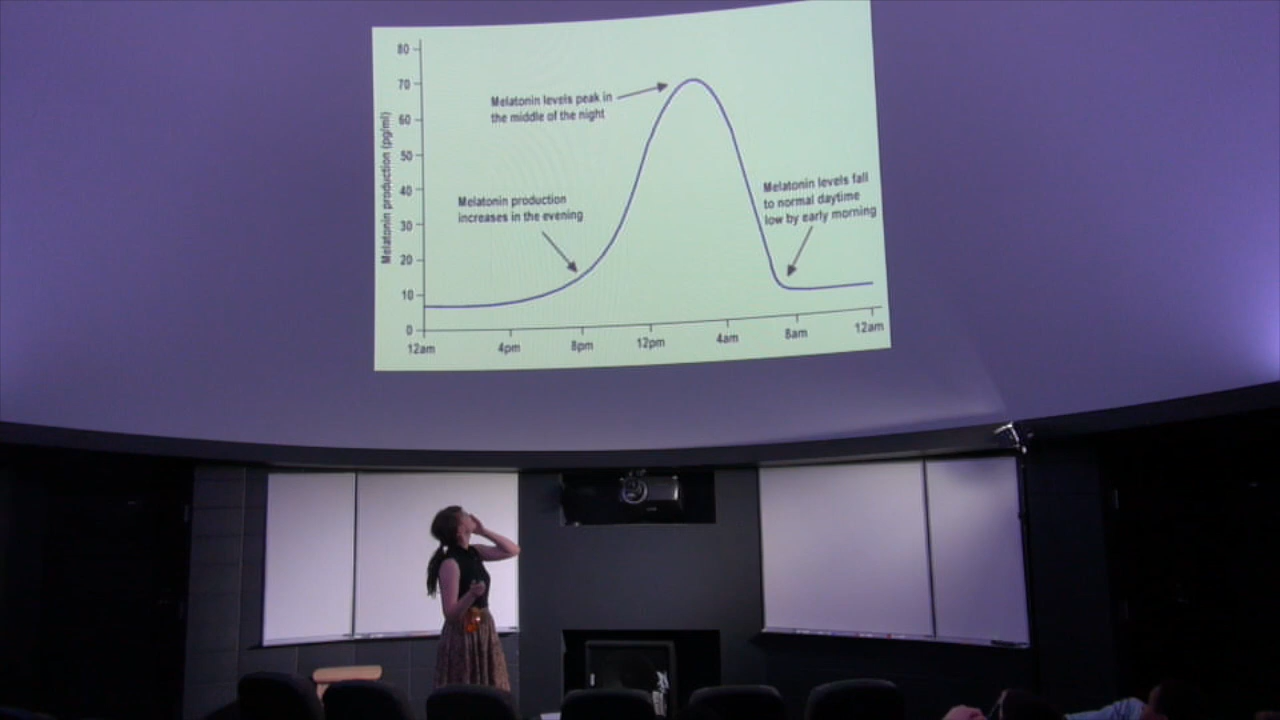 80
70
60
50
40
30
20
10
0
Melatonin production (pg/ml)
Melatonin levels peak in
the middle of the night
Melatonin production
increases in the evening
Melatonin levels fall
to normal daytime
low by early morning
12am
4pm
8pm
12pm
4am
8am
12am